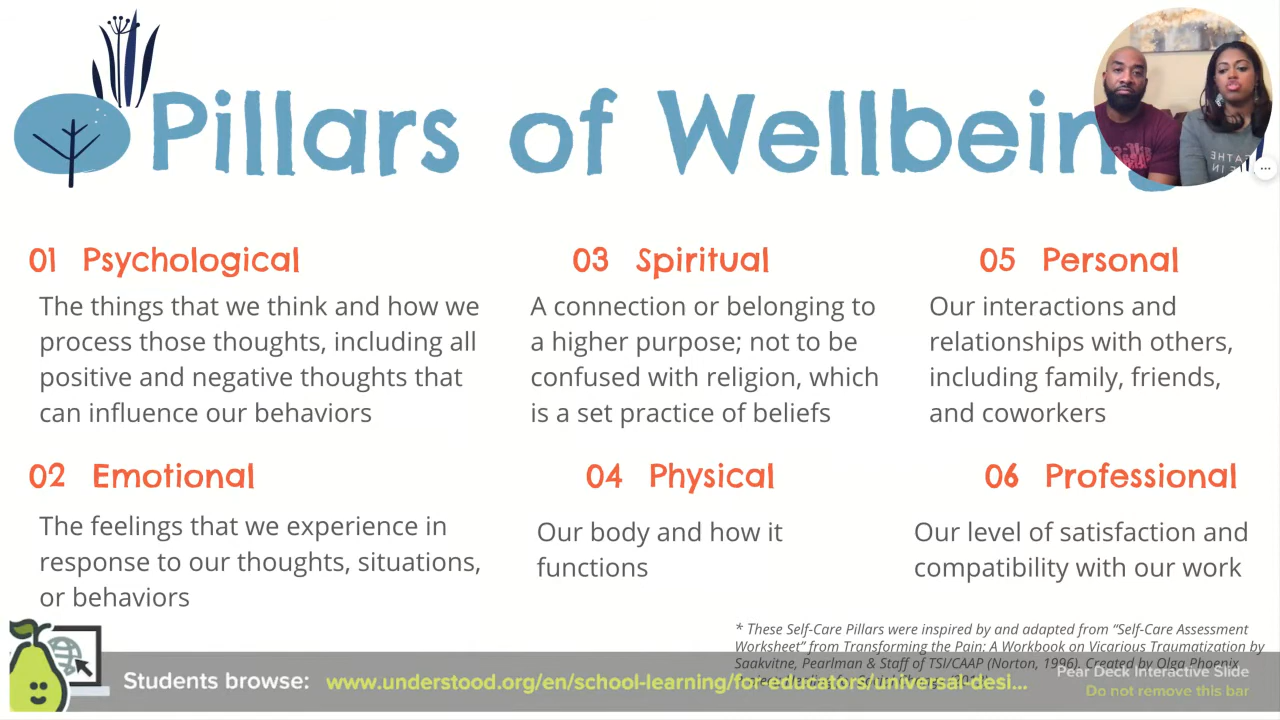 Pillars of Wellbeing
01 Psychological
The things that we think and how we
process those thoughts, including all
positive and negative thoughts that
can influence our behaviors
02 Emotional
The feelings that we experience in
response to our thoughts, situations,
or behaviors
03 Spiritual
A connection or belonging to
a higher purpose; not to be
confused with religion, which
is a set practice of beliefs
04 Physical
Our body and how it
functions
05 Personal
Our interactions and
relationships with others,
including family, friends,
and coworkers
06 Professional
Our level of satisfaction and
compatibility with our work
* These Self-Care Pillars were inspired by and adapted from “Self-Care Assessment
Worksheet” from Transforming the Pain: A Workbook on Vicarious Traumatization by
Saakvitne, Pearlman & Staff of TSI/CAAP (Norton, 1996). Created by Olga Phoenix
Students browse: www.understood.org/en/school-learning/for-educators/universal-desi...
Pear Deck Interactive Slide
Do not remove this bar